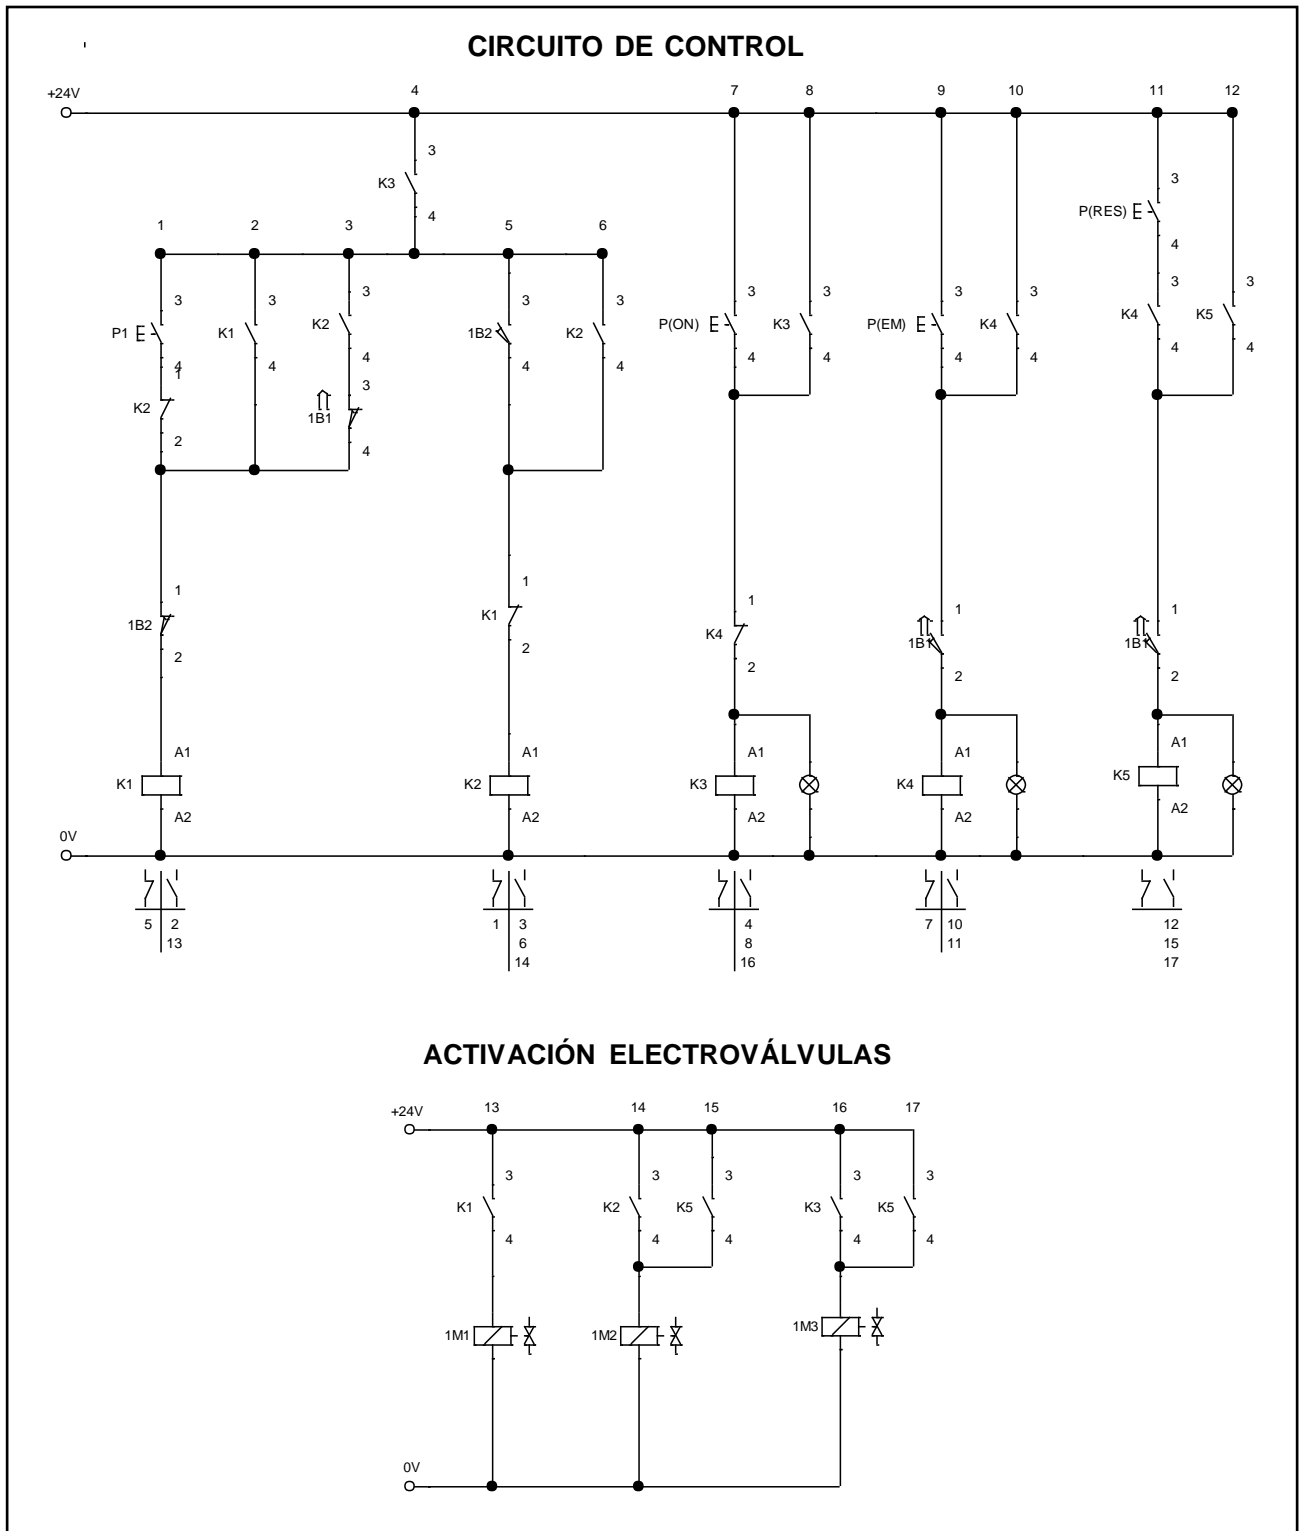 CIRCUITO DE CONTROL
+24V 4 7 8 9 10 11 12
3
K3
4
3
P(RES)
4
1 2 3 5 6
3 3 3 3 3 3 3 3 3 3 3
P1 K1 K2 1B2 K2 P(ON) K3 P(EM) K4 K4 K5
4 4 4 4 4 4 4 4 4 4 4
1 3
K2 1B1
2 4
1 1 1 1 1
1B2 K1 K4 1B1 1B1
2 2 2 2 2
A1 A1 A1 A1 A1
K1 K2 K3 K4 K5
A2 A2 A2 A2 A2
0V
5 2 1 3 4 7 10 12
13 6 8 11 15
14 16 17
ACTIVACIÓN ELECTROVÁLVULAS
+24V 13 14 15 16 17
3 3 3 3 3
K1 K2 K5 K3 K5
4 4 4 4 4
1M1 1M2 1M3
0V